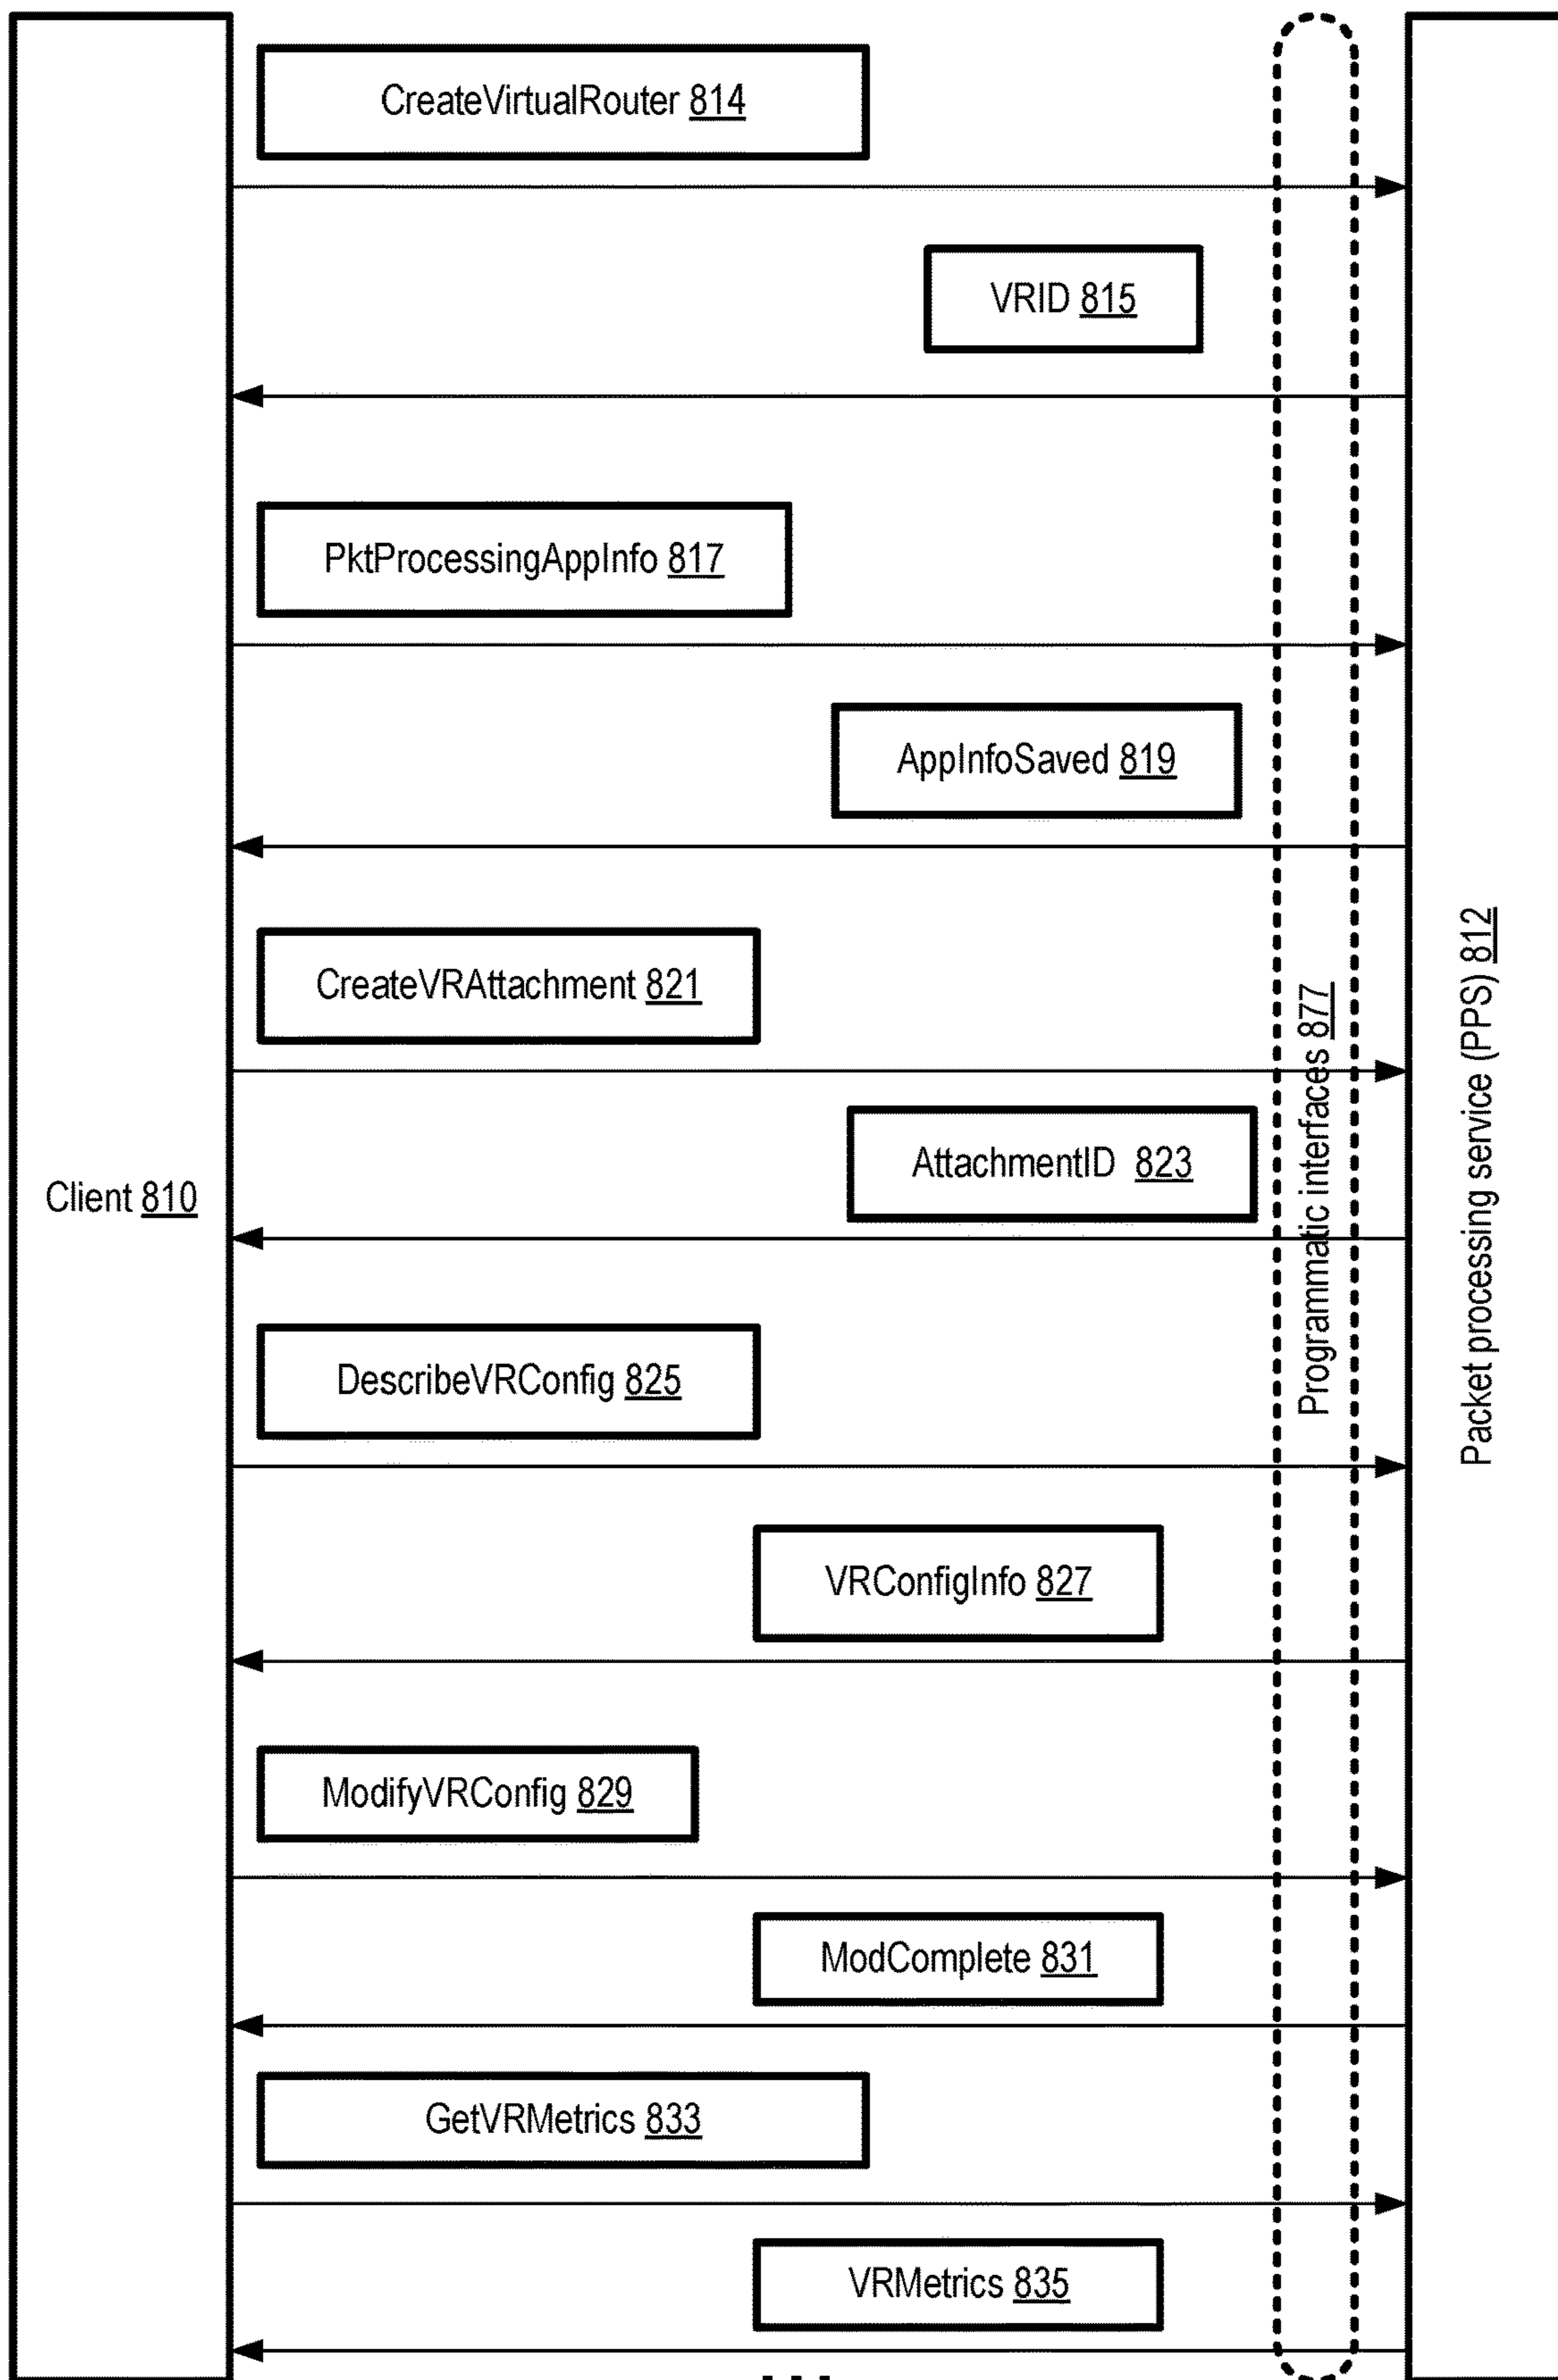 CreateVirtualRouter 814
VRID 815
PktProcessingAppInfo 817
AppInfoSaved 819
CreateVRAttachment 821
AttachmentID 823
Client 810
Programmatic interfaces 877
Packet processing service (PPS) 812
DescribeVRConfig 825
VRConfigInfo 827
ModifyVRConfig 829
ModComplete 831
GetVRMetrics 833
VRMetrics 835
...